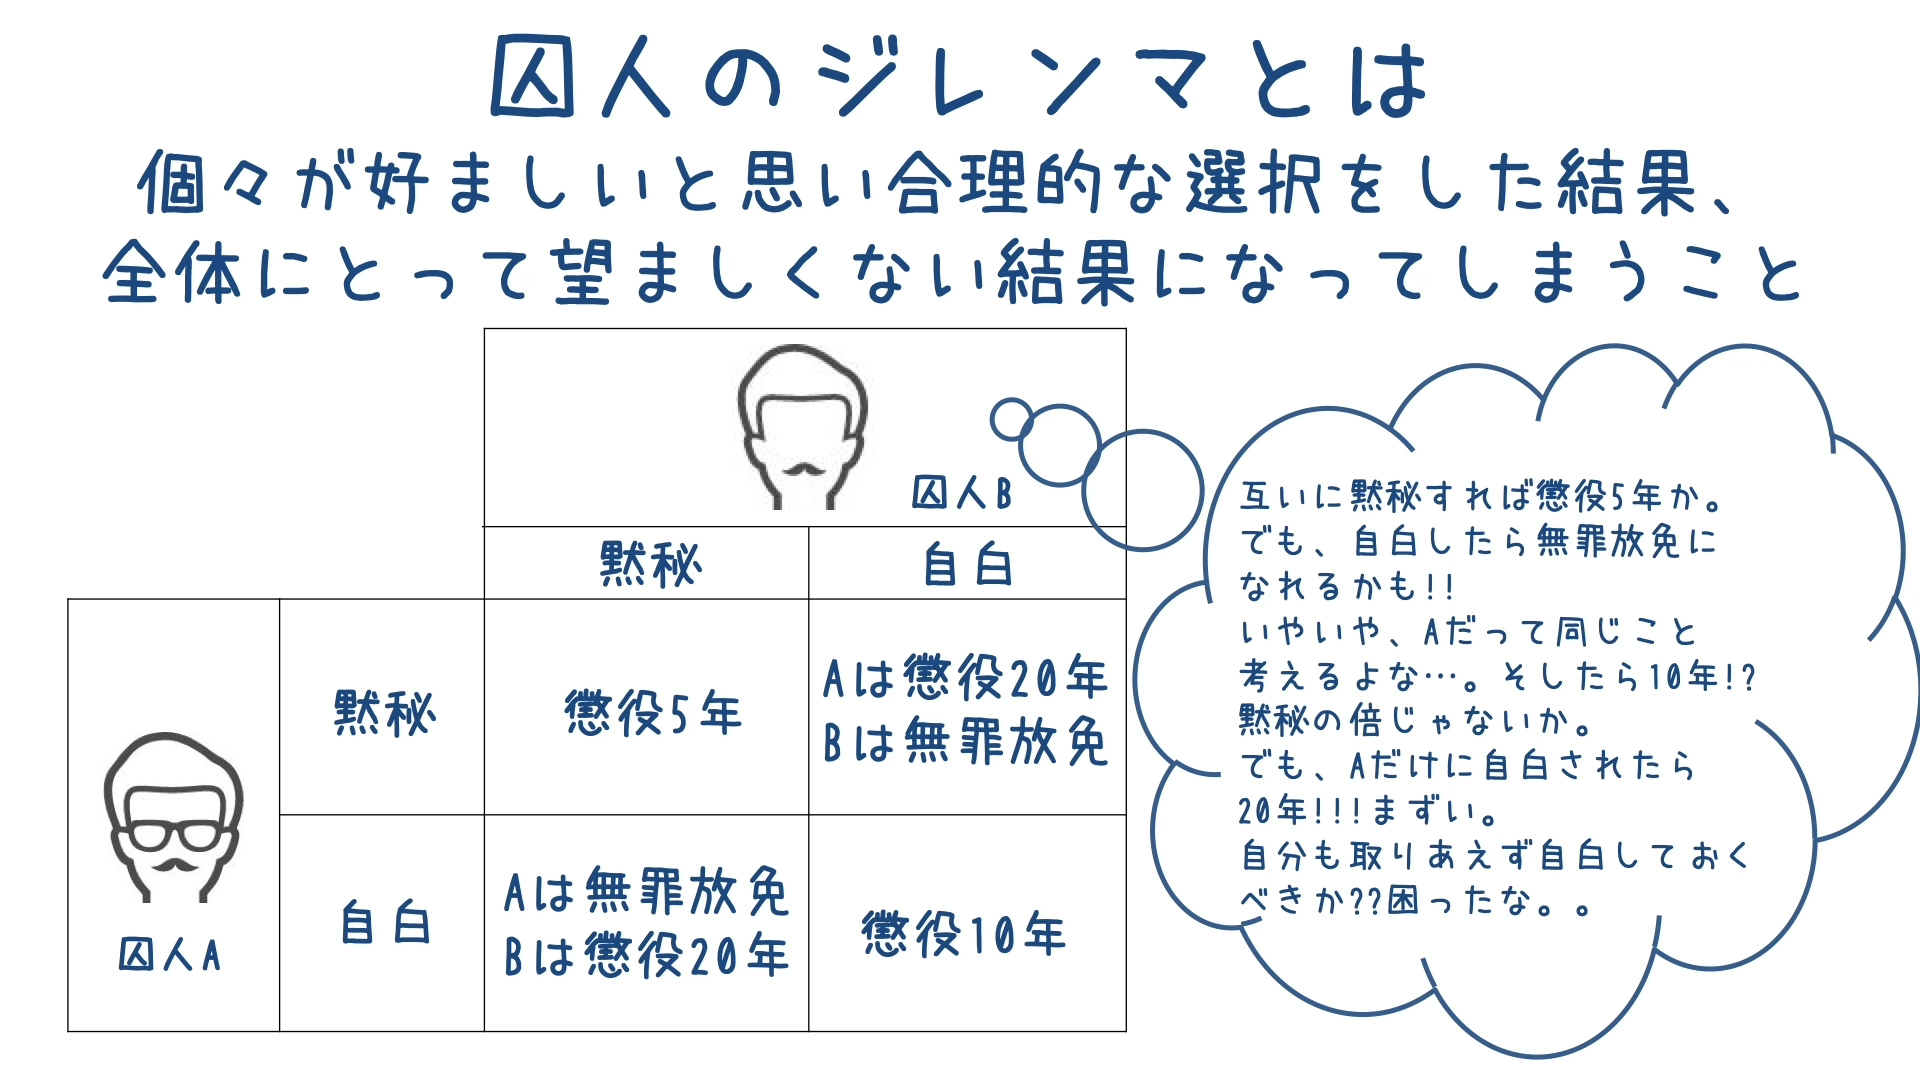 囚人のジレンマとは
個々が好ましいと思い合理的な選択をした結果、
全体にとって望ましくない結果になってしまうこと
囚人B
黙秘
自白
囚人A
黙秘
懲役5年
Aは懲役20年
Bは無罪放免
自白
Aは無罪放免
Bは懲役20年
懲役10年
互いに黙秘すれば懲役5年か。
でも、自白したら無罪放免に
なれるかも!!
いやいや、Aだって同じこと
考えるよな…。そしたら10年!?
黙秘の倍じゃないか。
でも、Aだけに自白されたら
20年!!!まずい。
自分も取りあえず自白しておく
べきか??困ったな。。